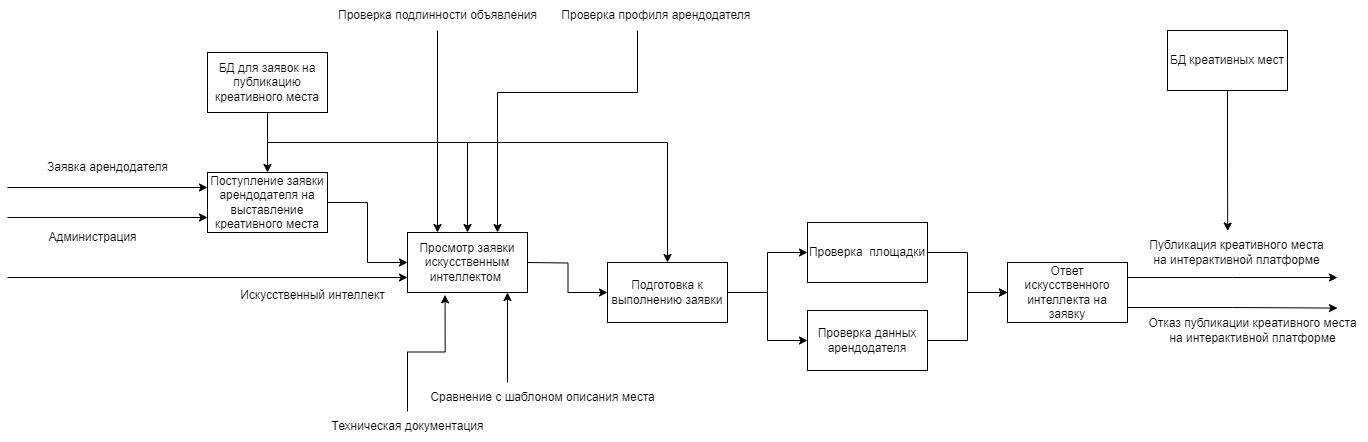 Проверка подлинности объявления
Проверка профиля арендодателя
БД для заявок на
публикацию
креативного места
БД креативных мест
Заявка арендодателя
Поступление заявки
арендодателя на
выставление
креативного места
Администрация
Просмотр заявки
искусственным
интеллектом
Искусственный интеллект
Подготовка к
выполнению заявки
Проверка площадки
Проверка данных
арендодателя
Ответ
искусственного
интеллекта на
заявку
Публикация креативного места
на интерактивной платформе
Отказ публикации креативного места
на интерактивной платформе
Сравнение с шаблоном описания места
Техническая документация